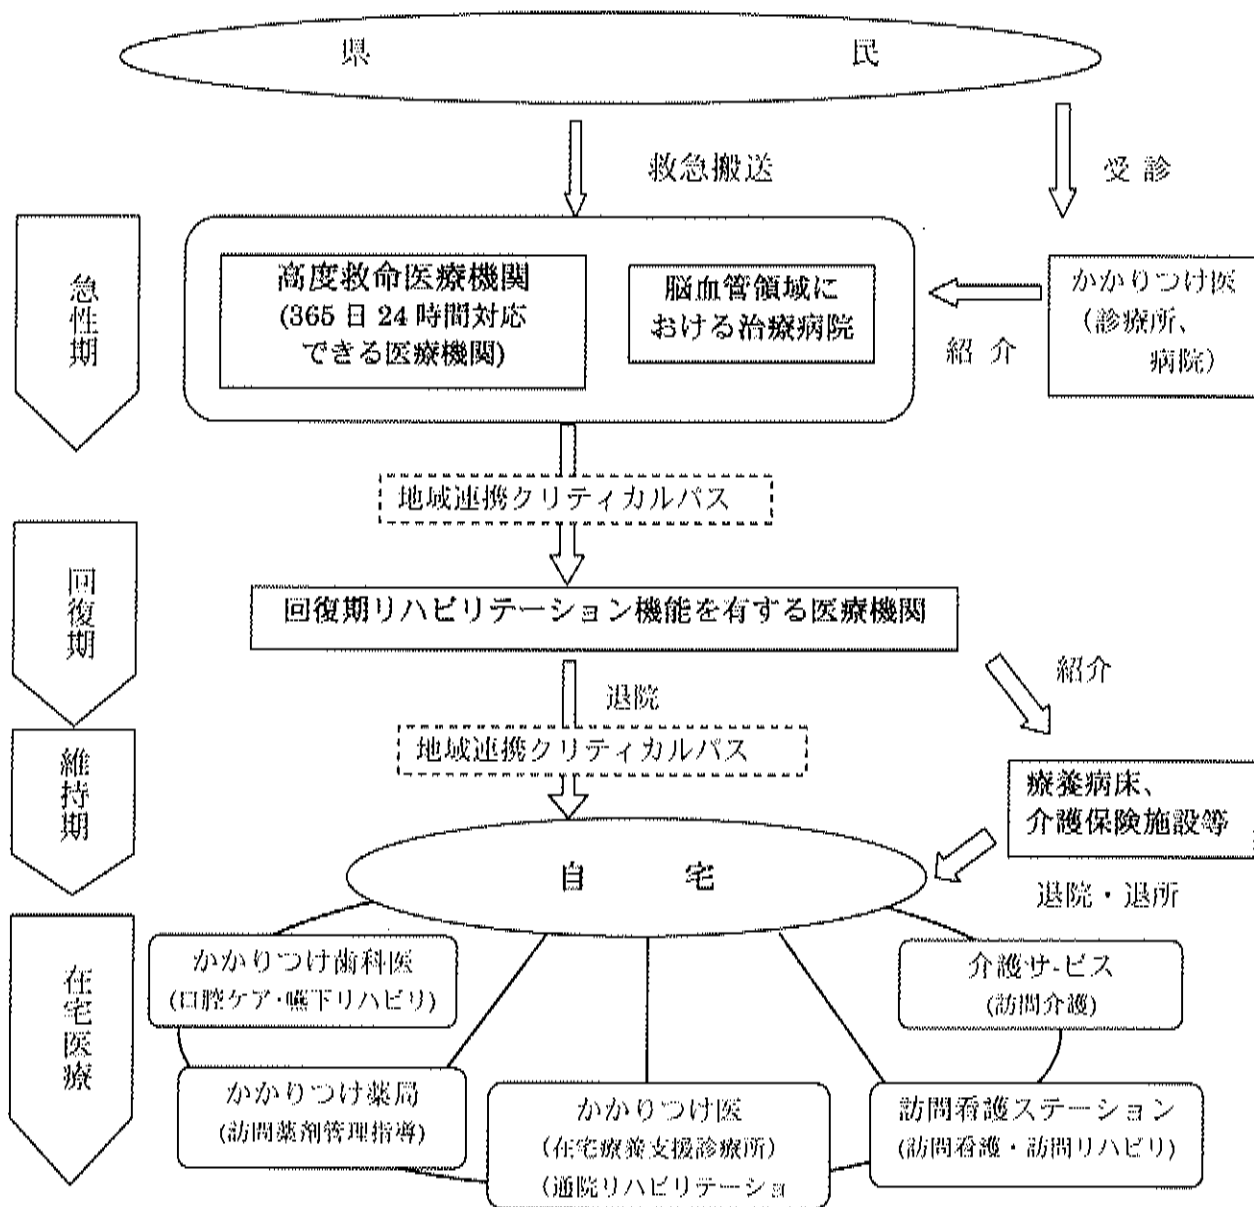 県　民
救急搬送
受診
急性期
高度救命医療機関
(365日24時間対応
できる医療機関)
脳血管領域に
おける治療病院
紹介
かかりつけ医
（診療所、
病院）
地域連携クリティカルパス
回復期
回復期リハビリテーション機能を有する医療機関
退院
紹介
地域連携クリティカルパス
維持期
療養病床、
介護保険施設等
自　宅
退院・退所
在宅医療
かかりつけ歯科医
(口腔ケア・嚥下リハビリ)
介護サ-ビス
(訪問介護)
かかりつけ薬局
(訪問薬剤管理指導)
かかりつけ医
（在宅療養支援診療所）
（通院リハビリテーショ
訪問看護ステーション
(訪問看護・訪問リハビリ)